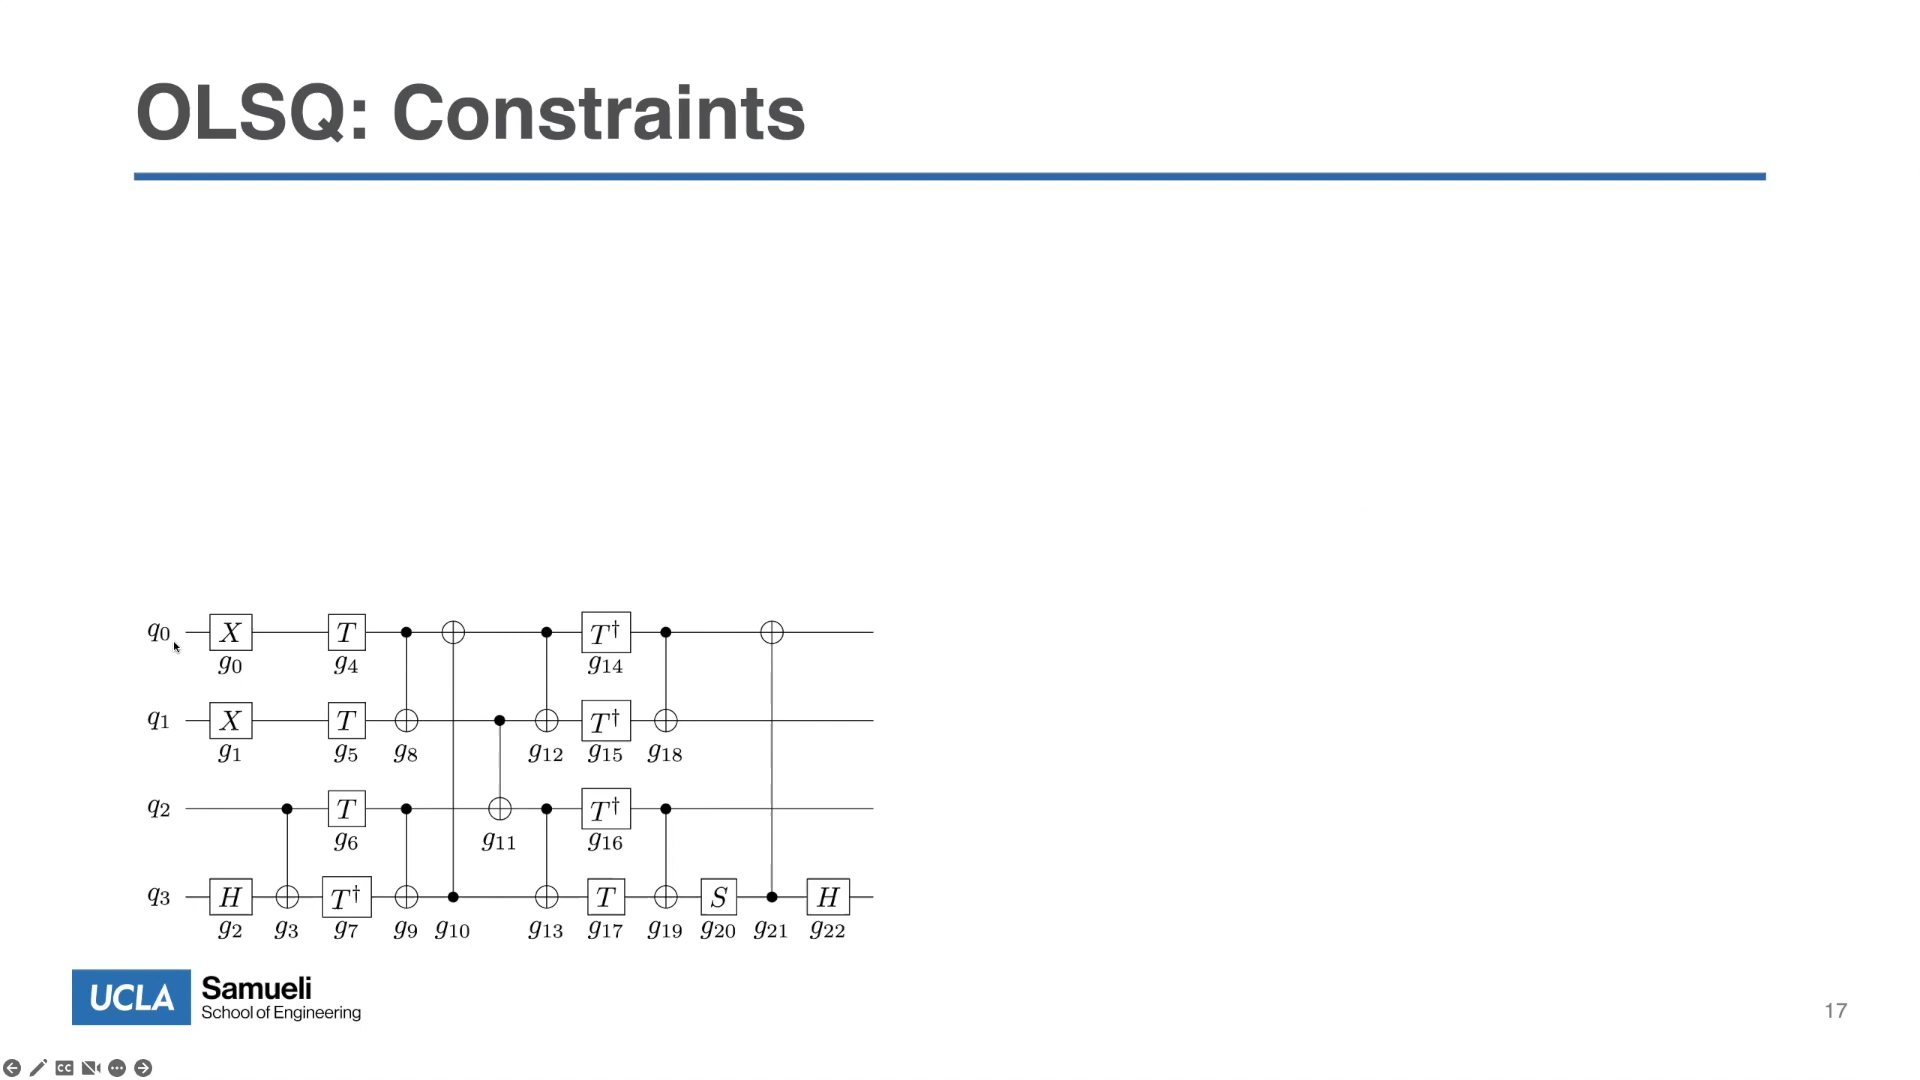 OLSQ: Constraints
q0 X T T†
g0 g4 g14
q1 X T T†
g1 g5 g8 g12 g15 g18
q2 T T†
g6 g11 g16
q3 H T† T S H
g2 g3 g7 g9 g10 g13 g17 g19 g20 g21 g22
UCLA Samueli
School of Engineering
17
CC